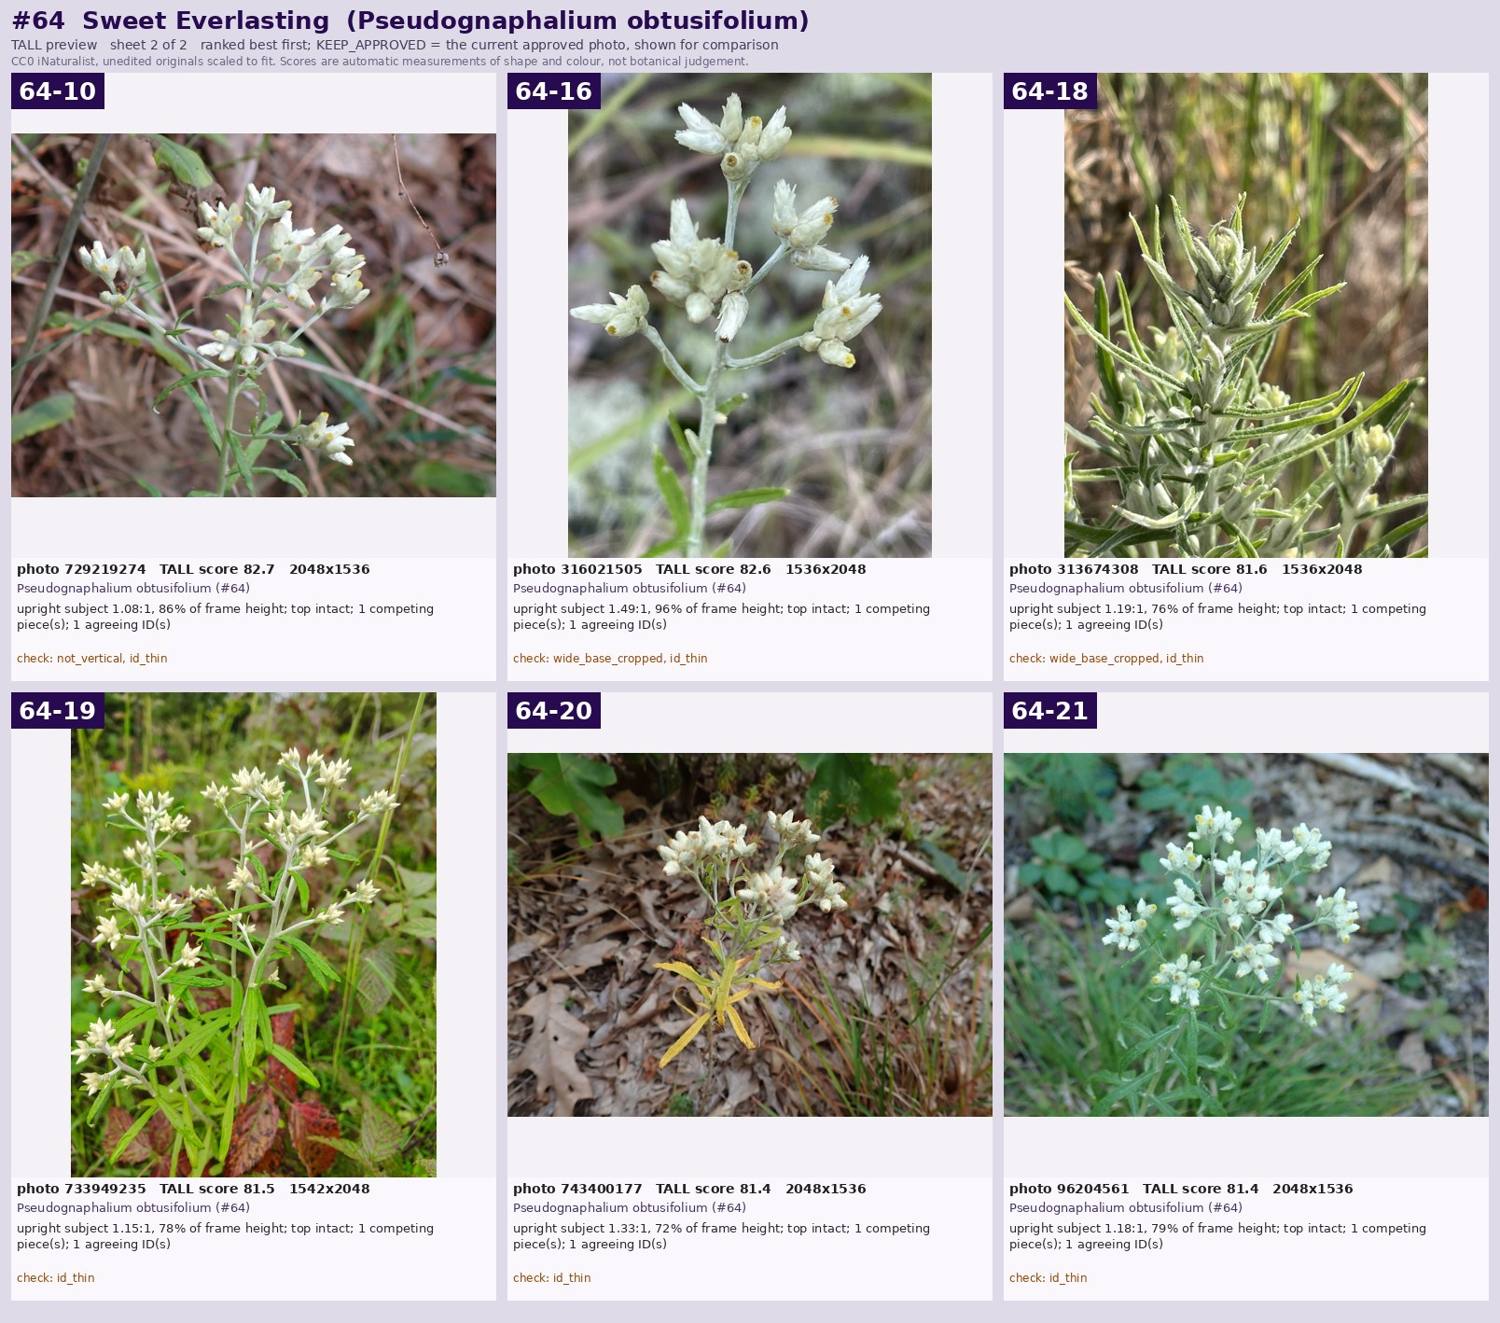 #64  Sweet Everlasting  (Pseudognaphalium obtusifolium)
TALL preview   sheet 2 of 2   ranked best first; KEEP_APPROVED = the current approved photo, shown for comparison
CC0 iNaturalist, unedited originals scaled to fit. Scores are automatic measurements of shape and colour, not botanical judgement.
64-10
photo 729219274   TALL score 82.7   2048x1536
Pseudognaphalium obtusifolium (#64)
upright subject 1.08:1, 86% of frame height; top intact; 1 competing
piece(s); 1 agreeing ID(s)
check: not_vertical, id_thin
64-16
photo 316021505   TALL score 82.6   1536x2048
Pseudognaphalium obtusifolium (#64)
upright subject 1.49:1, 96% of frame height; top intact; 1 competing
piece(s); 1 agreeing ID(s)
check: wide_base_cropped, id_thin
64-18
photo 313674308   TALL score 81.6   1536x2048
Pseudognaphalium obtusifolium (#64)
upright subject 1.19:1, 76% of frame height; top intact; 1 competing
piece(s); 1 agreeing ID(s)
check: wide_base_cropped, id_thin
64-19
photo 733949235   TALL score 81.5   1542x2048
Pseudognaphalium obtusifolium (#64)
upright subject 1.15:1, 78% of frame height; top intact; 1 competing
piece(s); 1 agreeing ID(s)
check: id_thin
64-20
photo 743400177   TALL score 81.4   2048x1536
Pseudognaphalium obtusifolium (#64)
upright subject 1.33:1, 72% of frame height; top intact; 1 competing
piece(s); 1 agreeing ID(s)
check: id_thin
64-21
photo 96204561   TALL score 81.4   2048x1536
Pseudognaphalium obtusifolium (#64)
upright subject 1.18:1, 79% of frame height; top intact; 1 competing
piece(s); 1 agreeing ID(s)
check: id_thin